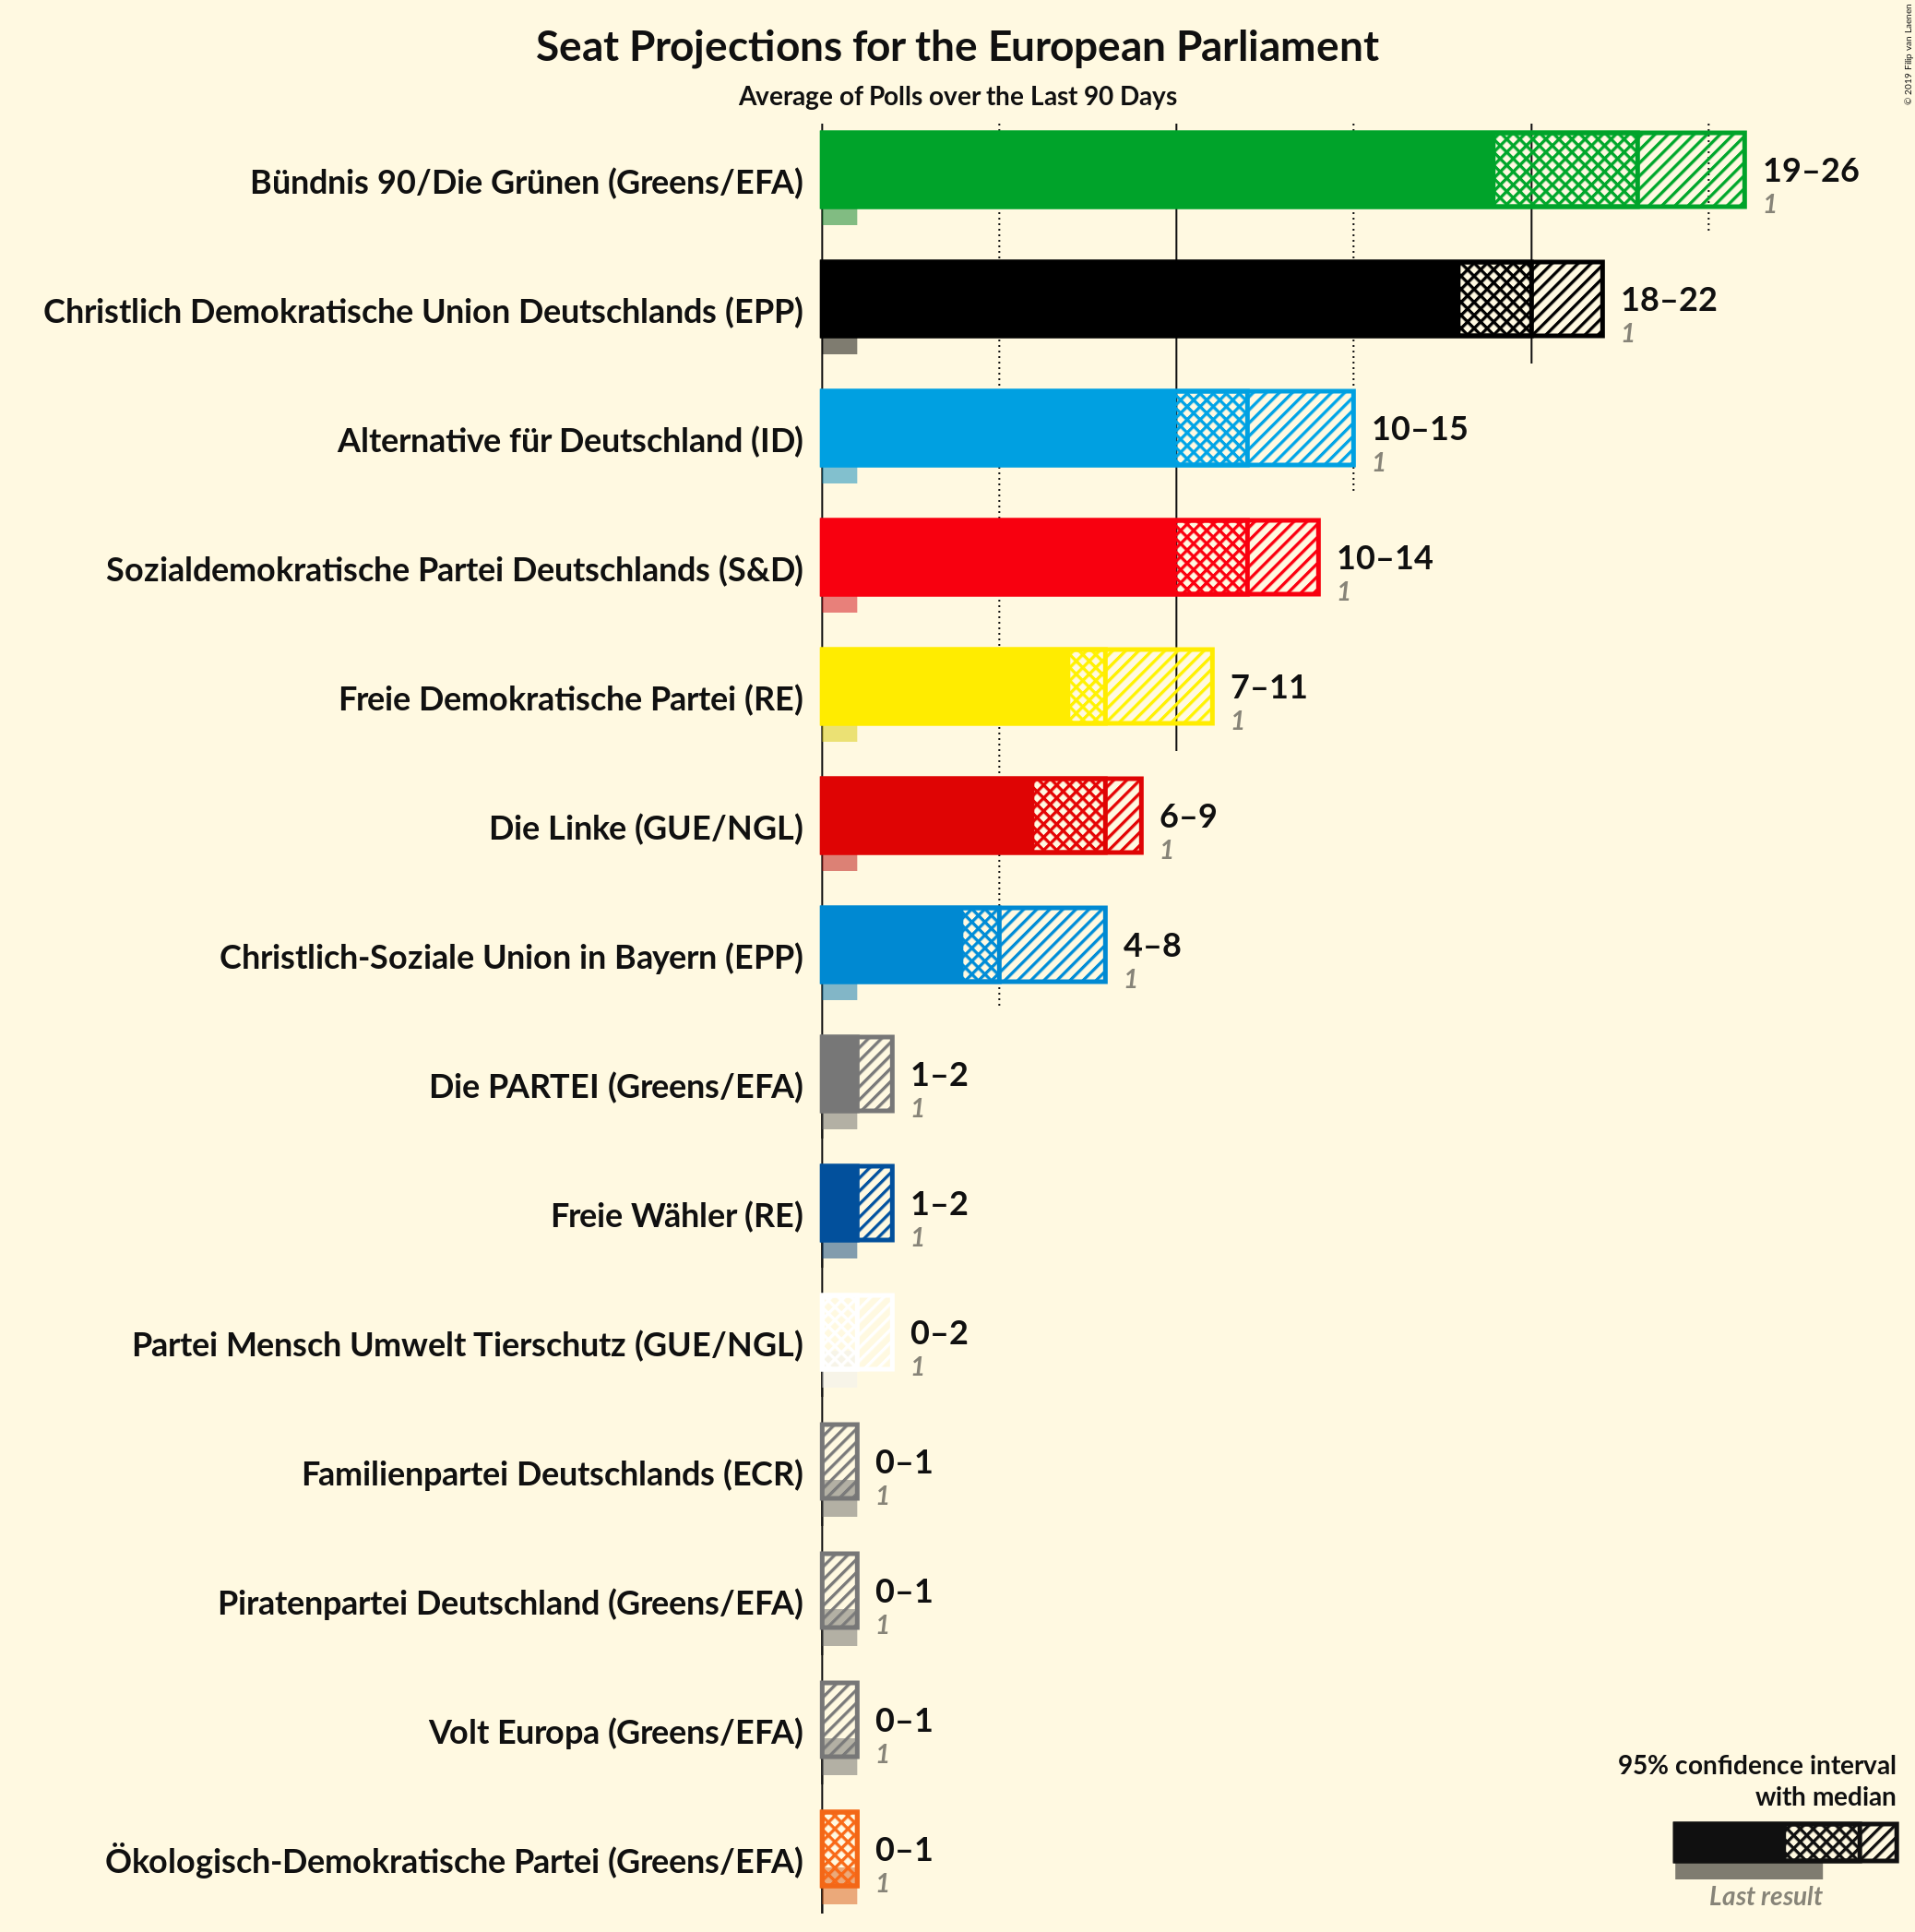 Seat Projections for the European Parliament
Average of Polls over the Last 90 Days
© 2019 Filip van Laenen
Bündnis 90/Die Grünen (Greens/EFA)
19–26
1
Christlich Demokratische Union Deutschlands (EPP)
18–22
1
Alternative für Deutschland (ID)
10–15
1
Sozialdemokratische Partei Deutschlands (S&D)
10–14
1
Freie Demokratische Partei (RE)
7–11
1
Die Linke (GUE/NGL)
6–9
1
Christlich-Soziale Union in Bayern (EPP)
4–8
1
Die PARTEI (Greens/EFA)
1–2
1
Freie Wähler (RE)
1–2
1
Partei Mensch Umwelt Tierschutz (GUE/NGL)
0–2
1
Familienpartei Deutschlands (ECR)
0–1
1
Piratenpartei Deutschland (Greens/EFA)
0–1
1
Volt Europa (Greens/EFA)
0–1
1
Ökologisch-Demokratische Partei (Greens/EFA)
0–1
1
95% confidence interval
with median
Last result